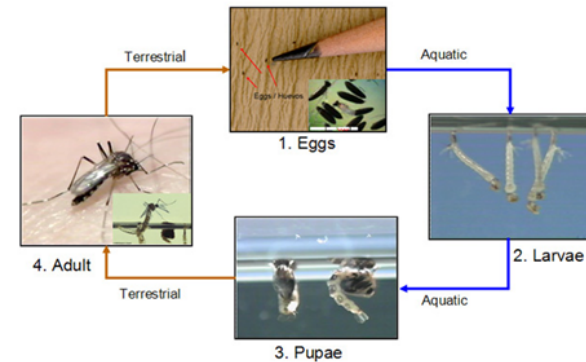 Terrestrial
Aquatic
Eggs / Huevos
1. Eggs
2. Larvae
4. Adult
Terrestrial
Aquatic
3. Pupae